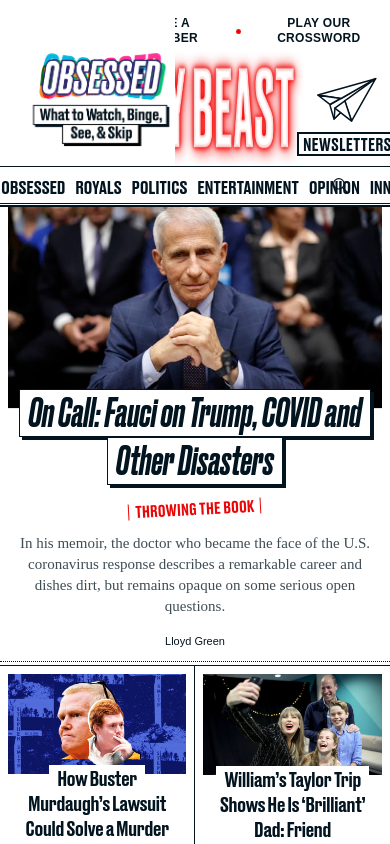 E A
BER
PLAY OUR
CROSSWORD
OBSESSED
What to Watch, Binge,
See, & Skip
Y BEAST
NEWSLETTERS
OBSESSED ROYALS POLITICS ENTERTAINMENT OPINION INN
On Call: Fauci on Trump, COVID and
Other Disasters
THROWING THE BOOK
In his memoir, the doctor who became the face of the U.S.
coronavirus response describes a remarkable career and
dishes dirt, but remains opaque on some serious open
questions.
Lloyd Green
How Buster
Murdaugh's Lawsuit
Could Solve a Murder
William's Taylor Trip
Shows He Is 'Brilliant'
Dad: Friend